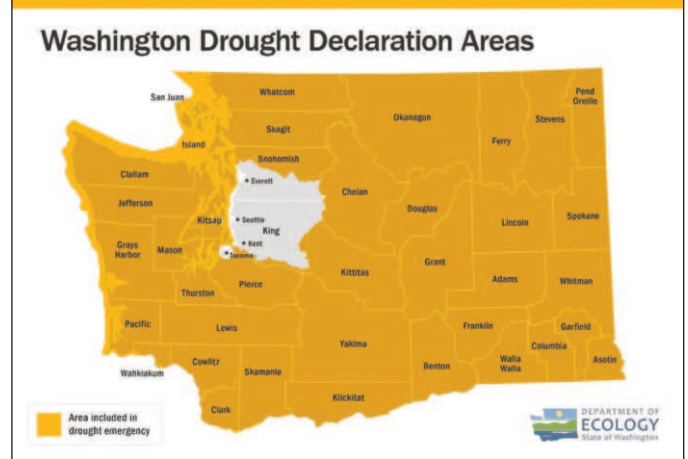 Washington Drought Declaration Areas
San Juan
Whatcom
Pend
Oreille
Okanagon
Skagit
Stevens
Ferry
Island
Snohomish
Clallam
Everett
Chelan
Jefferson
Douglas
Kitsap
Seattle
King
Lincoln
Spokane
Grays
Harbor
Mason
Kent
Tacoma
Grant
Kittitas
Adams
Whitman
Pierce
Thurston
Pacific
Lewis
Franklin
Garfield
Yakima
Columbia
Walla
Walla
Asotin
Cowlitz
Wahkiakum
Skamania
Benton
Klickitat
Clark
Area included in
drought emergency
DEPARTMENT OF
ECOLOGY
State of Washington